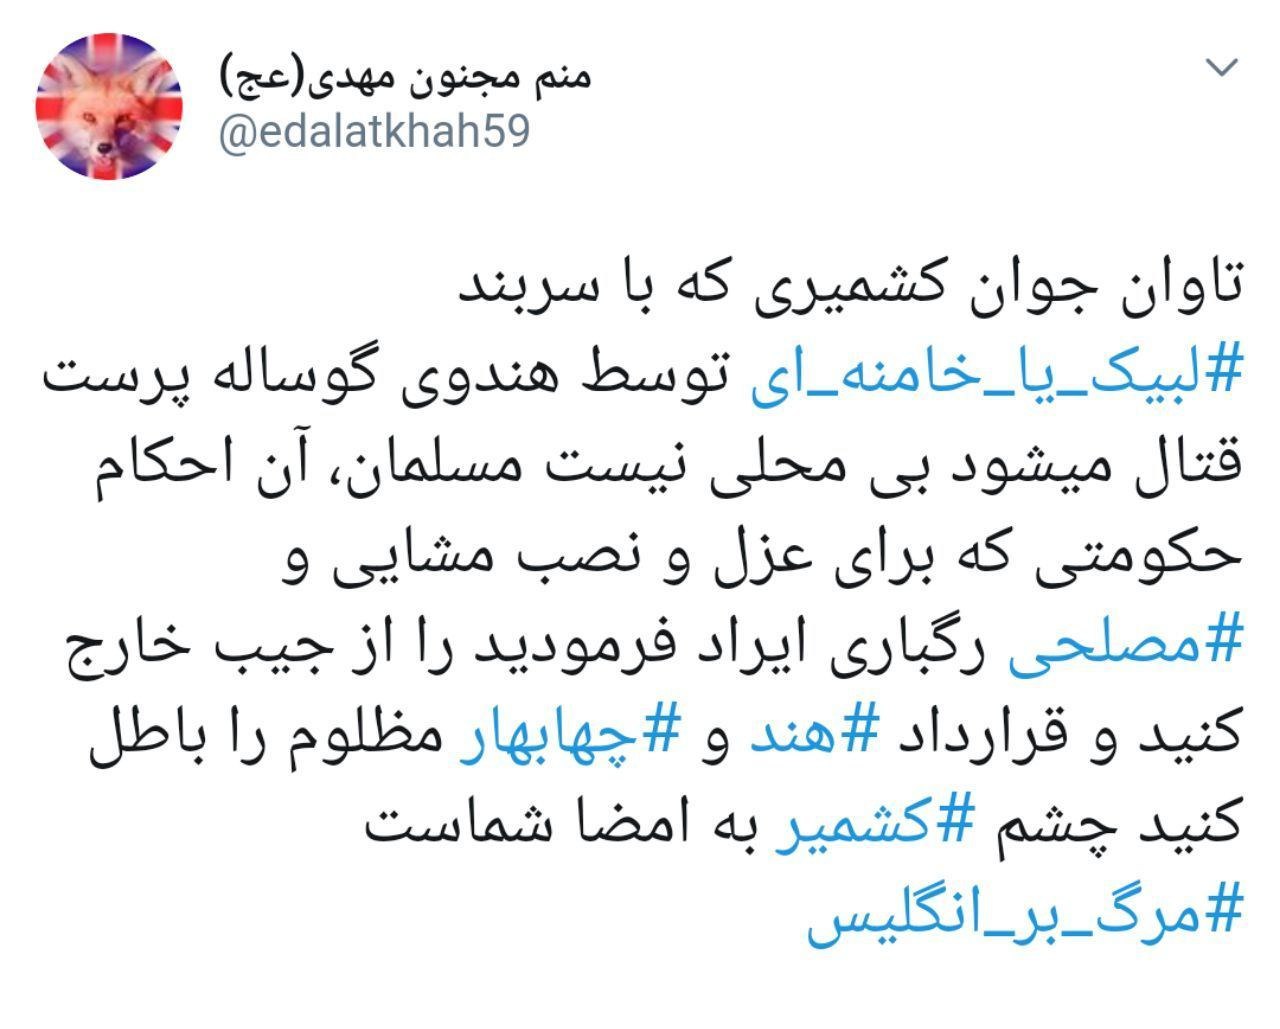 منم مجنون مهدی(عج)
@edalatkhah59
تاوان جوان کشمیری که با سربند
#لبیک_یا_خامنه_ای توسط هندوی گوساله پرست
قتال میشود بی محلی نیست مسلمان، آن احکام
حکومتی که برای عزل و نصب مشایی و
#مصلحی رگباری ایراد فرمودید را از جیب خارج
کنید و قرارداد #هند و #چهابهار مظلوم را باطل
کنید چشم #کشمیر به امضا شماست
#مرگ_بر_انگلیس